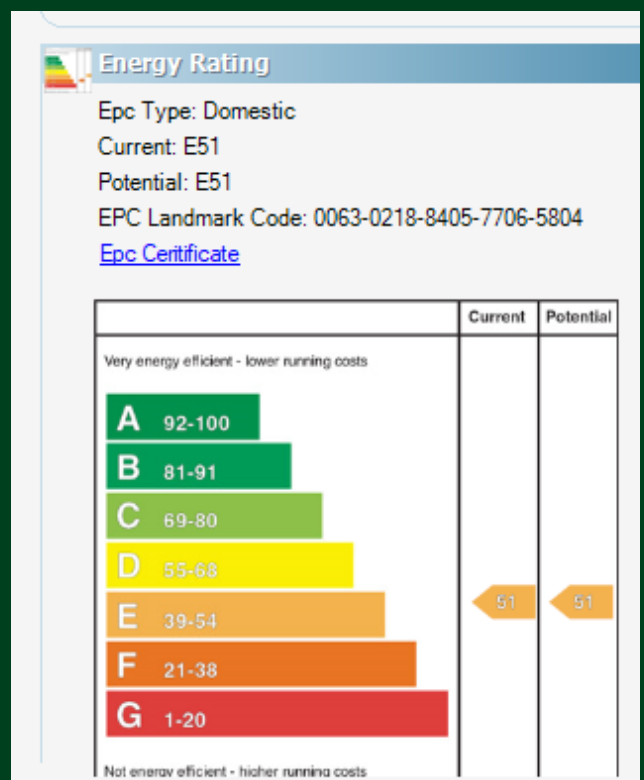 Energy Rating
Epc Type: Domestic
Current: E51
Potential: E51
EPC Landmark Code: 0063-0218-8405-7706-5804
Epc Ceritificate
Current Potential
Very energy efficient - lower running costs
A 92-100
B 81-91
C 69-80
D 55-68
E 39-54 51 51
F 21-38
G 1-20
Not energy efficient - higher running costs